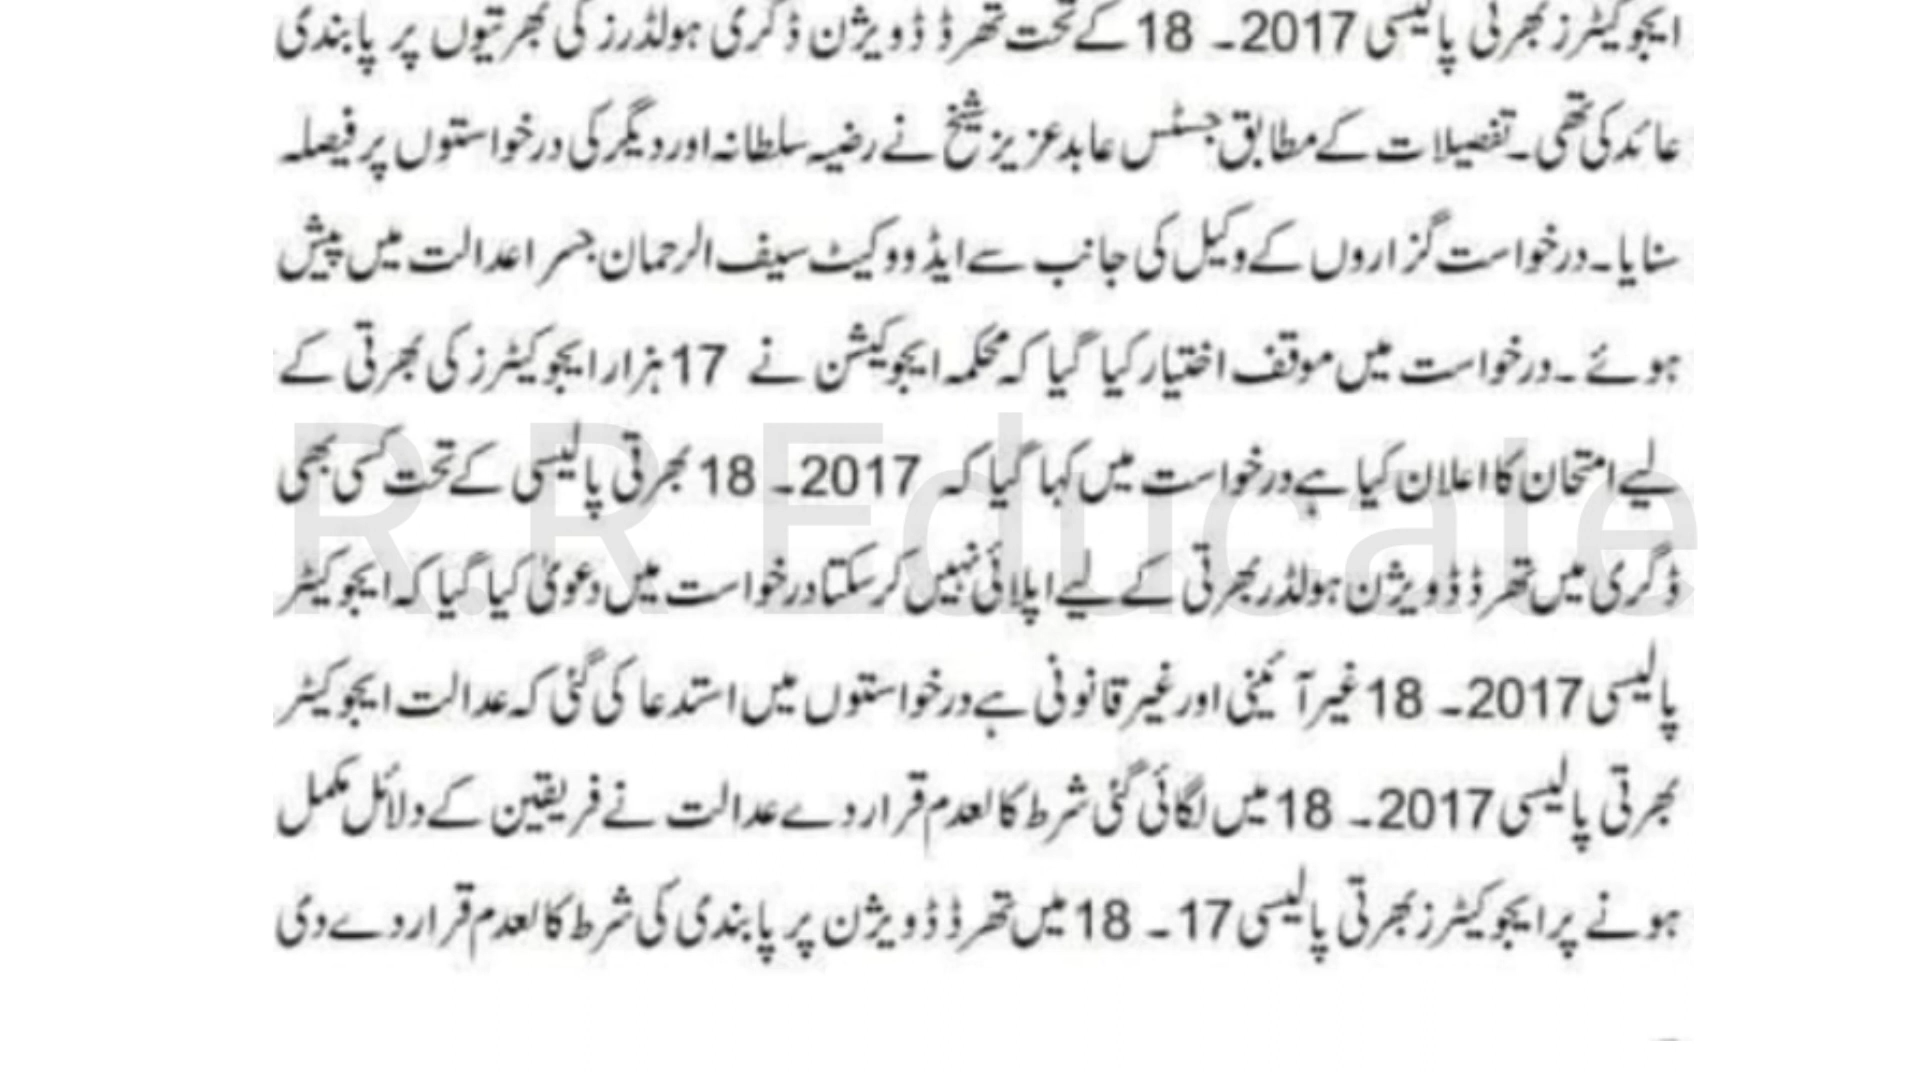 ایجوکیٹرز بھرتی پالیسی 2017۔ 18 کے تحت تھرڈ ڈویژن ڈگری ہولڈرز کی بھرتیوں پر پابندی
عائد کی تھی۔ تفصیلات کے مطابق جسٹس عابد عزیز شیخ نے رضیہ سلطانہ اور دیگر کی درخواستوں پر فیصلہ
سنایا۔ درخواست گزاروں کے وکیل کی جانب سے ایڈووکیٹ سیف الرحمان جسرا عدالت میں پیش
ہوئے ۔ درخواست میں موقف اختیار کیا گیا کہ محکمہ ایجوکیشن نے 17 ہزار ایجوکیٹرز کی بھرتی کے
لیے امتحان کا اعلان کیا ہے درخواست میں کہا گیا کہ 2017۔ 18 بھرتی پالیسی کے تحت کسی بھی
ڈگری میں تھرڈ ڈویژن ہولڈر بھرتی کے لیے اپلائی نہیں کر سکتا درخواست میں دعویٰ کیا گیا کہ ایجوکیٹر
پالیسی 2017۔ 18 غیر آئینی اور غیر قانونی ہے درخواستوں میں استدعا کی گئی کہ عدالت ایجوکیٹر
بھرتی پالیسی 2017۔ 18 میں لگائی گئی شرط کالعدم قرار دے عدالت نے فریقین کے دلائل مکمل
ہونے پر ایجوکیٹرز بھرتی پالیسی 17۔ 18 میں تھرڈ ڈویژن پر پابندی کی شرط کالعدم قرار دے دی
R.R Educate